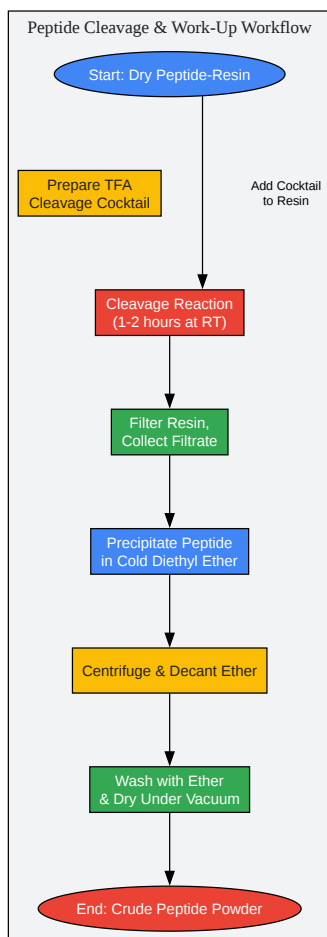 Peptide Cleavage & Work-Up Workflow
Start: Dry Peptide-Resin
Prepare TFA
Cleavage Cocktail
Add Cocktail
to Resin
Cleavage Reaction
(1-2 hours at RT)
Filter Resin,
Collect Filtrate
Precipitate Peptide
in Cold Diethyl Ether
Centrifuge & Decant Ether
Wash with Ether
& Dry Under Vacuum
End: Crude Peptide Powder